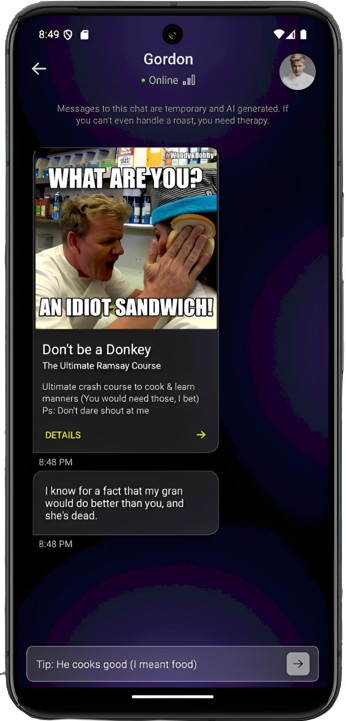 8:49
Gordon
Online
Messages to this chat are temporary and AI generated. If
you can't even handle a roast, you need therapy.
@Woody&Bobby
WHAT ARE YOU?
AN IDIOT SANDWICH!
Don't be a Donkey
The Ultimate Ramsay Course
Ultimate crash course to cook & learn
manners (You would need those, I bet)
Ps: Don't dare shout at me
DETAILS
8:48 PM
I know for a fact that my gran
would do better than you, and
she's dead.
8:48 PM
Tip: He cooks good (I meant food)